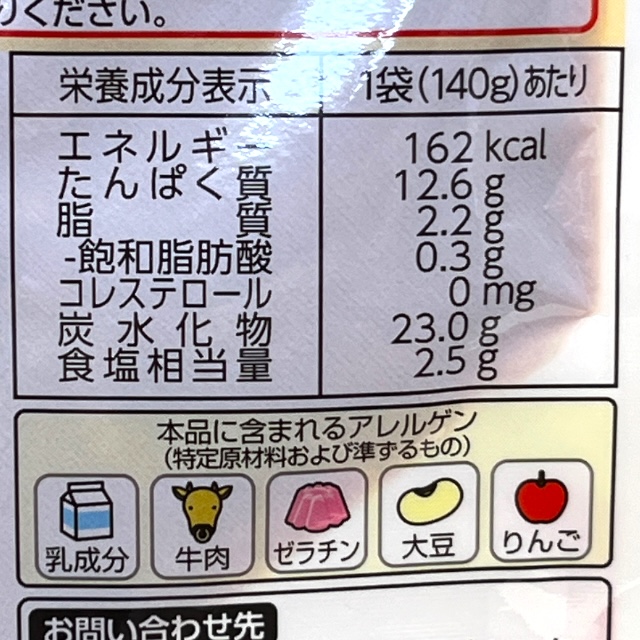 りください。
栄養成分表示 1袋(140g)あたり
エネルギー 162 kcal
たんぱく質 12.6 g
脂質 2.2 g
-飽和脂肪酸 0.3 g
コレステロール 0 mg
炭水化物 23.0 g
食塩相当量 2.5 g
本品に含まれるアレルゲン
(特定原材料および準ずるもの)
乳成分 牛肉 ゼラチン 大豆 りんご
お問い合わせ先